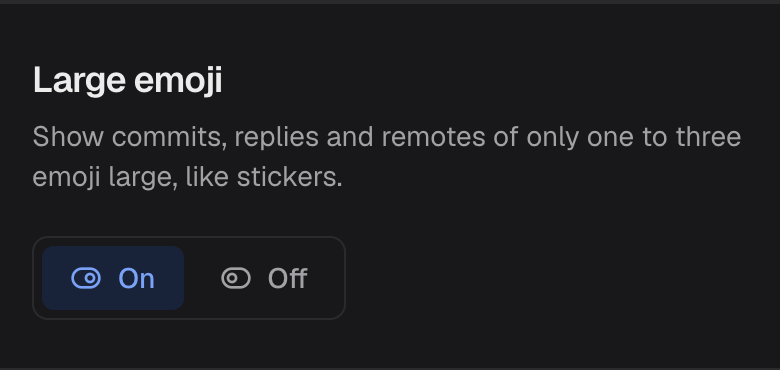 Large emoji
Show commits, replies and remotes of only one to three
emoji large, like stickers.
On
Off